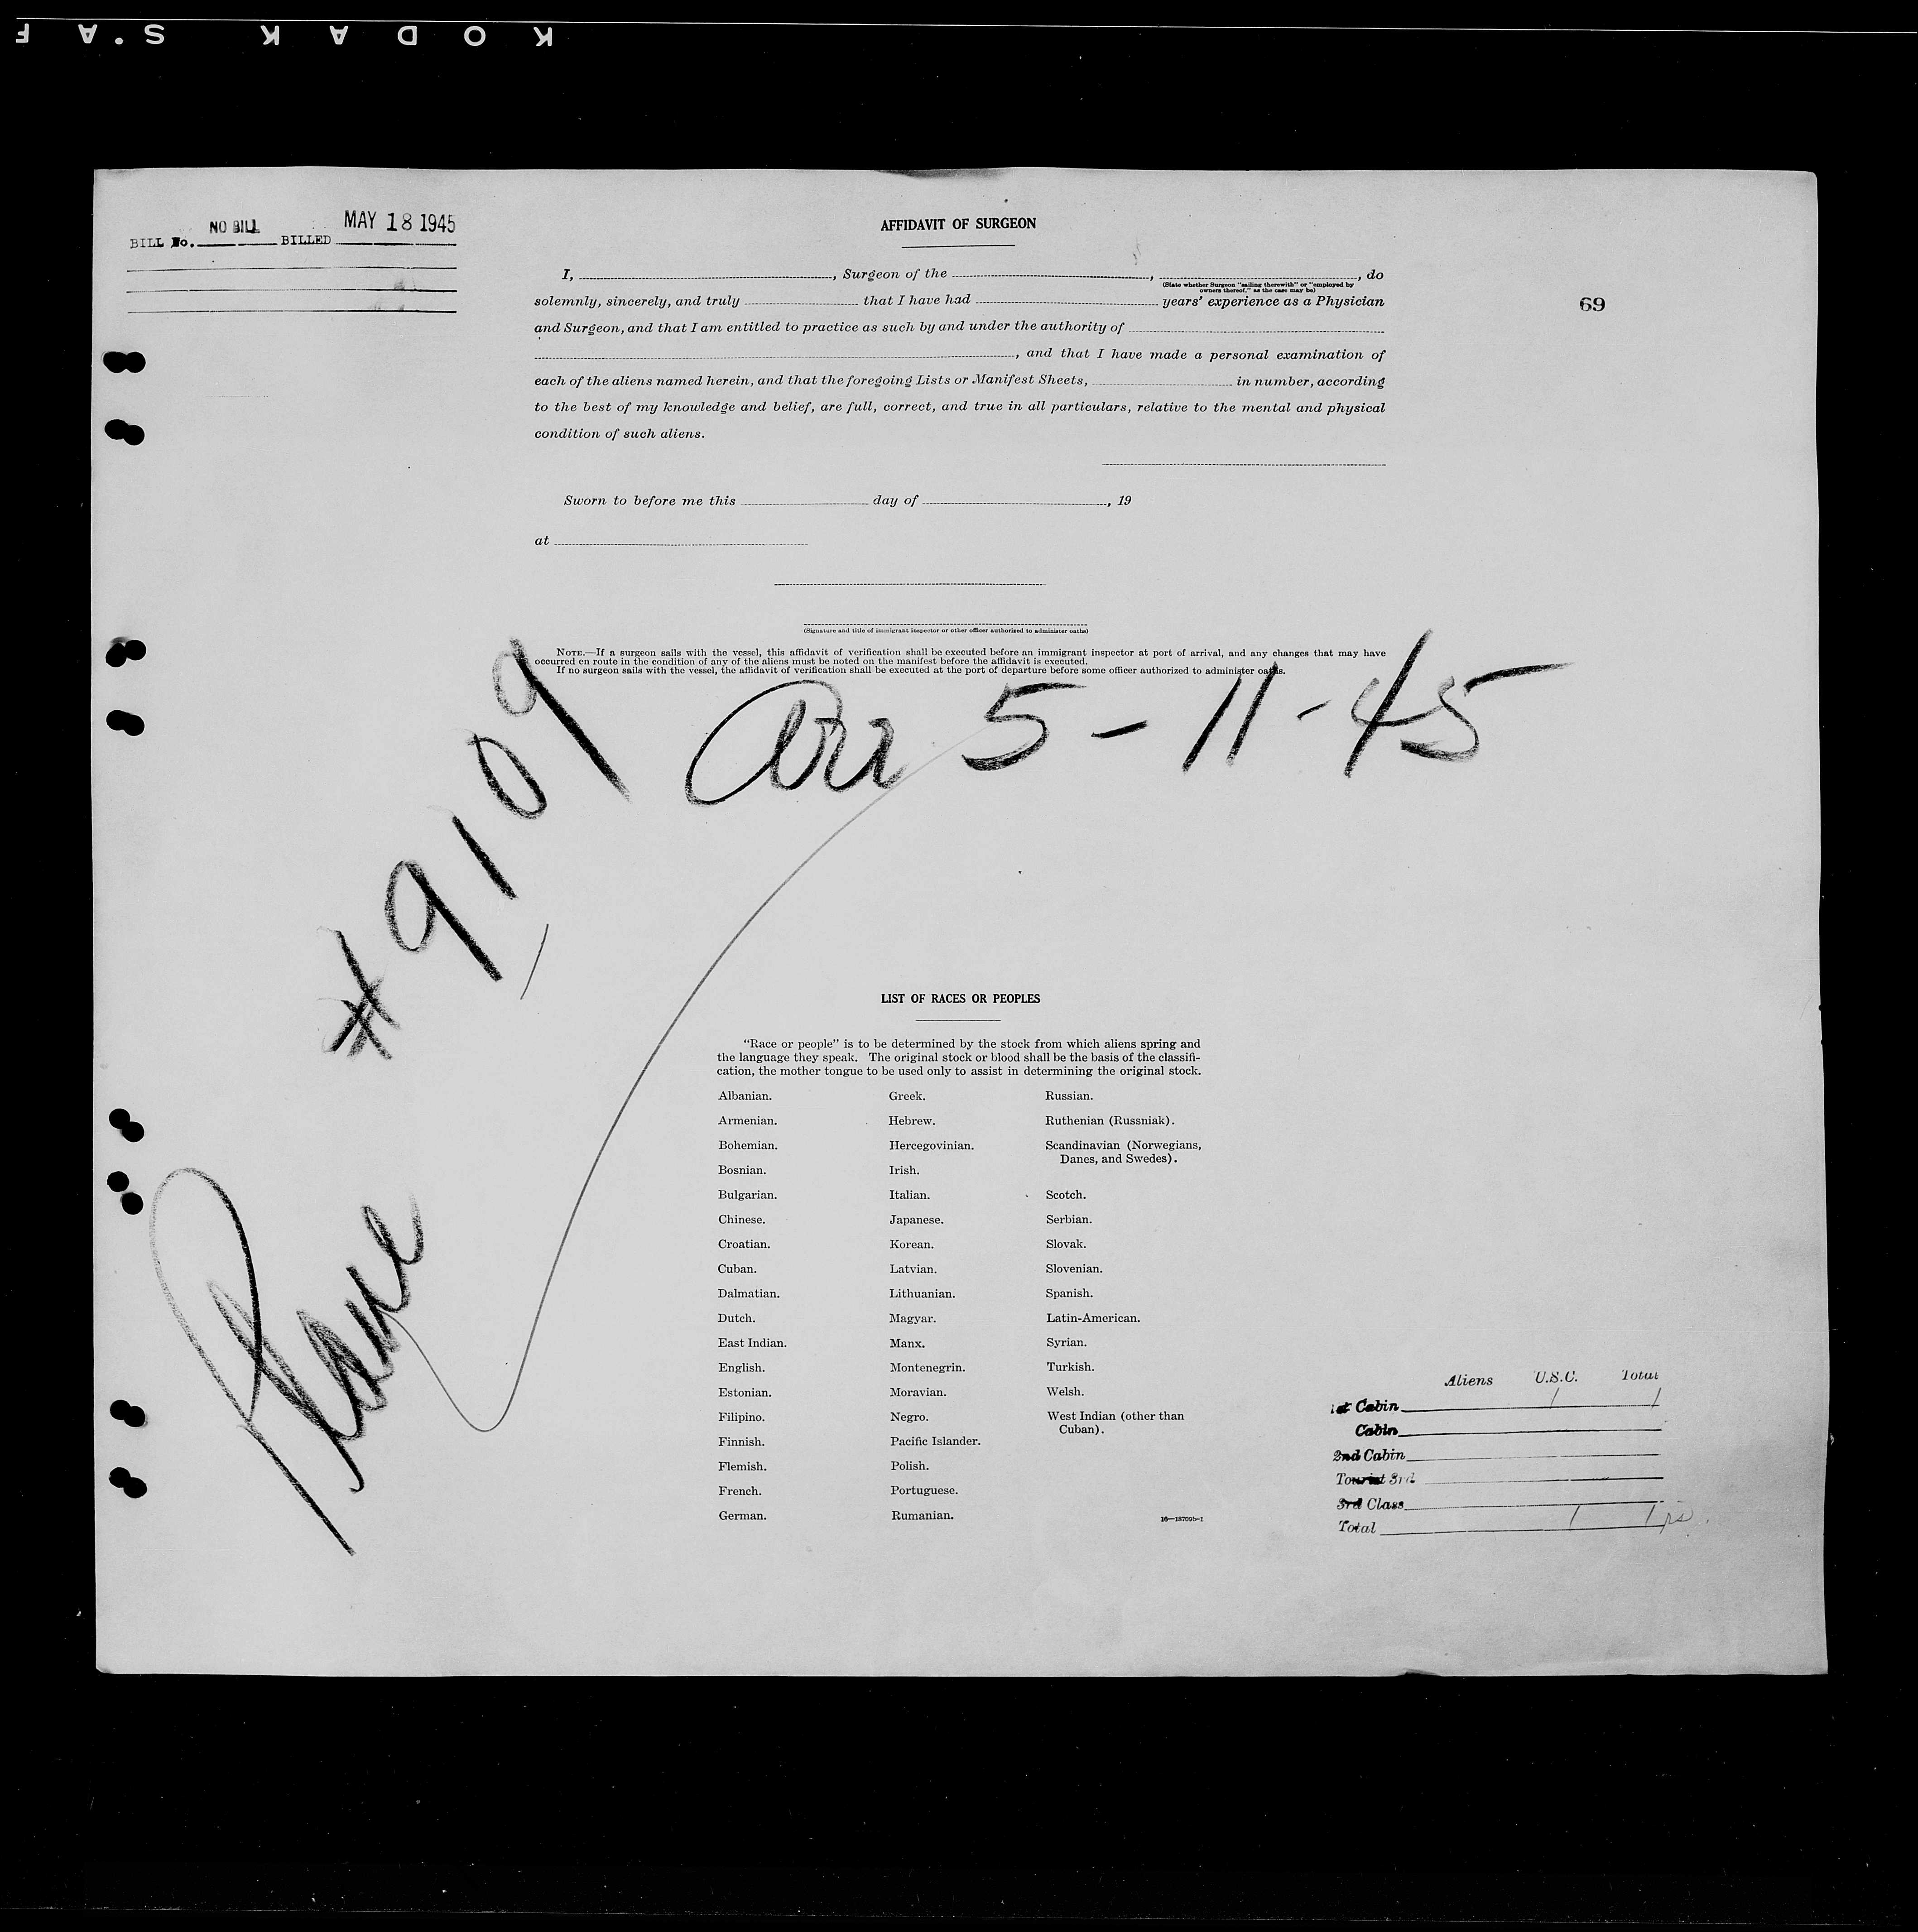 KODAK S.A.F
BILL No. NO BILL BILLED MAY 18 1945
AFFIDAVIT OF SURGEON
I, , Surgeon of the , , do
(State whether Surgeon "sailing therewith" or "employed by
owners thereof," as the case may be)
solemnly, sincerely, and truly that I have had years' experience as a Physician
69
and Surgeon, and that I am entitled to practice as such by and under the authority of
, and that I have made a personal examination of
each of the aliens named herein, and that the foregoing Lists or Manifest Sheets, in number, according
to the best of my knowledge and belief, are full, correct, and true in all particulars, relative to the mental and physical
condition of such aliens.
Sworn to before me this day of , 19
at
(Signature and title of immigrant inspector or other officer authorized to administer oaths)
NOTE.—If a surgeon sails with the vessel, this affidavit of verification shall be executed before an immigrant inspector at port of arrival, and any changes that may have
occurred en route in the condition of any of the aliens must be noted on the manifest before the affidavit is executed.
If no surgeon sails with the vessel, the affidavit of verification shall be executed at the port of departure before some officer authorized to administer oaths.
Arr 5-11-45
Plane #9109
LIST OF RACES OR PEOPLES
"Race or people" is to be determined by the stock from which aliens spring and
the language they speak. The original stock or blood shall be the basis of the classifi-
cation, the mother tongue to be used only to assist in determining the original stock.
Albanian.
Armenian.
Bohemian.
Bosnian.
Bulgarian.
Chinese.
Croatian.
Cuban.
Dalmatian.
Dutch.
East Indian.
English.
Estonian.
Filipino.
Finnish.
Flemish.
French.
German.
Greek.
Hebrew.
Hercegovinian.
Irish.
Italian.
Japanese.
Korean.
Latvian.
Lithuanian.
Magyar.
Manx.
Montenegrin.
Moravian.
Negro.
Pacific Islander.
Polish.
Portuguese.
Rumanian.
Russian.
Ruthenian (Russniak).
Scandinavian (Norwegians,
Danes, and Swedes).
Scotch.
Serbian.
Slovak.
Slovenian.
Spanish.
Latin-American.
Syrian.
Turkish.
Welsh.
West Indian (other than
Cuban).
16—18709b-1
Aliens U.S.C. Total
1st Cabin 1 1
Cabin
2nd Cabin
Tourist 3rd
3rd Class
Total 1 1